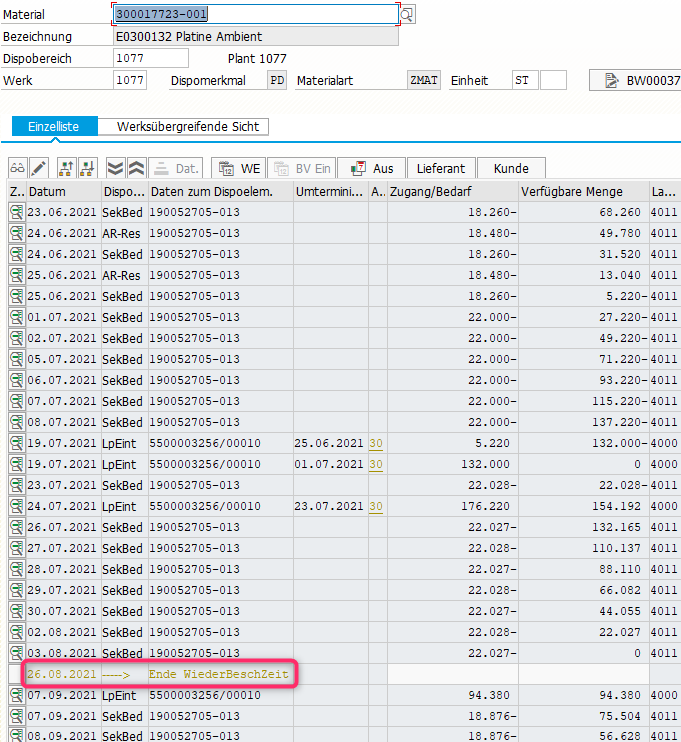 Material 300017723-001
Bezeichnung E0300132 Platine Ambient
Dispobereich 1077 Plant 1077
Werk 1077 Dispomerkmal PD Materialart ZMAT Einheit ST BW00037
Einzelliste Werksübergreifende Sicht
Dat. WE BV Ein Aus Lieferant Kunde
Z.. Datum Dispo... Daten zum Dispoelem. Umtermini... A.. Zugang/Bedarf Verfügbare Menge La...
23.06.2021 SekBed 190052705-013 18.260- 68.260 4011
24.06.2021 AR-Res 190052705-013 18.480- 49.780 4011
24.06.2021 SekBed 190052705-013 18.260- 31.520 4011
25.06.2021 AR-Res 190052705-013 18.480- 13.040 4011
25.06.2021 SekBed 190052705-013 18.260- 5.220- 4011
01.07.2021 SekBed 190052705-013 22.000- 27.220- 4011
02.07.2021 SekBed 190052705-013 22.000- 49.220- 4011
05.07.2021 SekBed 190052705-013 22.000- 71.220- 4011
06.07.2021 SekBed 190052705-013 22.000- 93.220- 4011
07.07.2021 SekBed 190052705-013 22.000- 115.220- 4011
08.07.2021 SekBed 190052705-013 22.000- 137.220- 4011
19.07.2021 LpEint 5500003256/00010 25.06.2021 30 5.220 132.000- 4000
19.07.2021 LpEint 5500003256/00010 01.07.2021 30 132.000 0 4000
23.07.2021 SekBed 190052705-013 22.028- 22.028- 4011
24.07.2021 LpEint 5500003256/00010 23.07.2021 30 176.220 154.192 4000
26.07.2021 SekBed 190052705-013 22.027- 132.165 4011
27.07.2021 SekBed 190052705-013 22.028- 110.137 4011
28.07.2021 SekBed 190052705-013 22.027- 88.110 4011
29.07.2021 SekBed 190052705-013 22.028- 66.082 4011
30.07.2021 SekBed 190052705-013 22.027- 44.055 4011
02.08.2021 SekBed 190052705-013 22.028- 22.027 4011
03.08.2021 SekBed 190052705-013 22.027- 0 4011
26.08.2021 -----> Ende WiederBeschZeit
07.09.2021 LpEint 5500003256/00010 94.380 94.380 4000
07.09.2021 SekBed 190052705-013 18.876- 75.504 4011
08.09.2021 SekBed 190052705-013 18.876- 56.628 4011